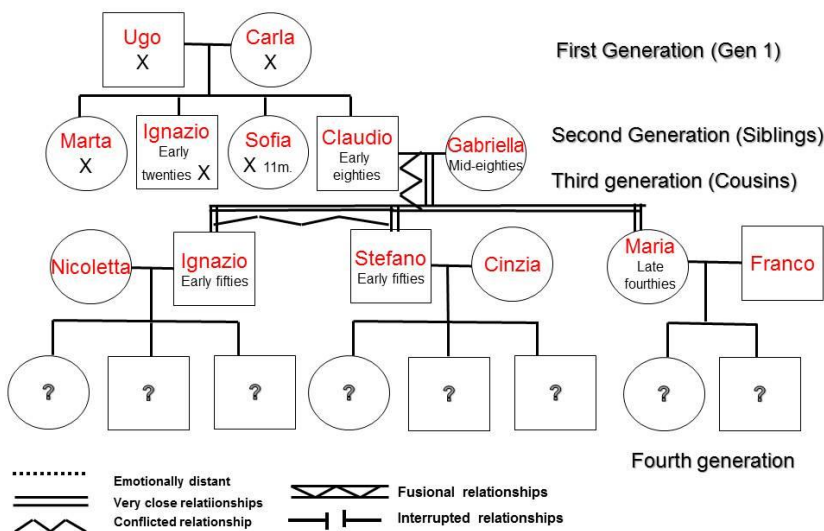 Ugo
X
Carla
X
First Generation (Gen 1)
Marta
X
Ignazio
Early
twenties X
Sofia
X 11m.
Claudio
Early
eighties
Gabriella
Mid-eighties
Second Generation (Siblings)
Third generation (Cousins)
Nicoletta
Ignazio
Early fifties
Stefano
Early fifties
Cinzia
Maria
Late
fourthies
Franco
?
?
?
?
?
?
?
?
Fourth generation
Emotionally distant
Very close relatiionships
Conflicted relationship
Fusional relationships
Interrupted relationships